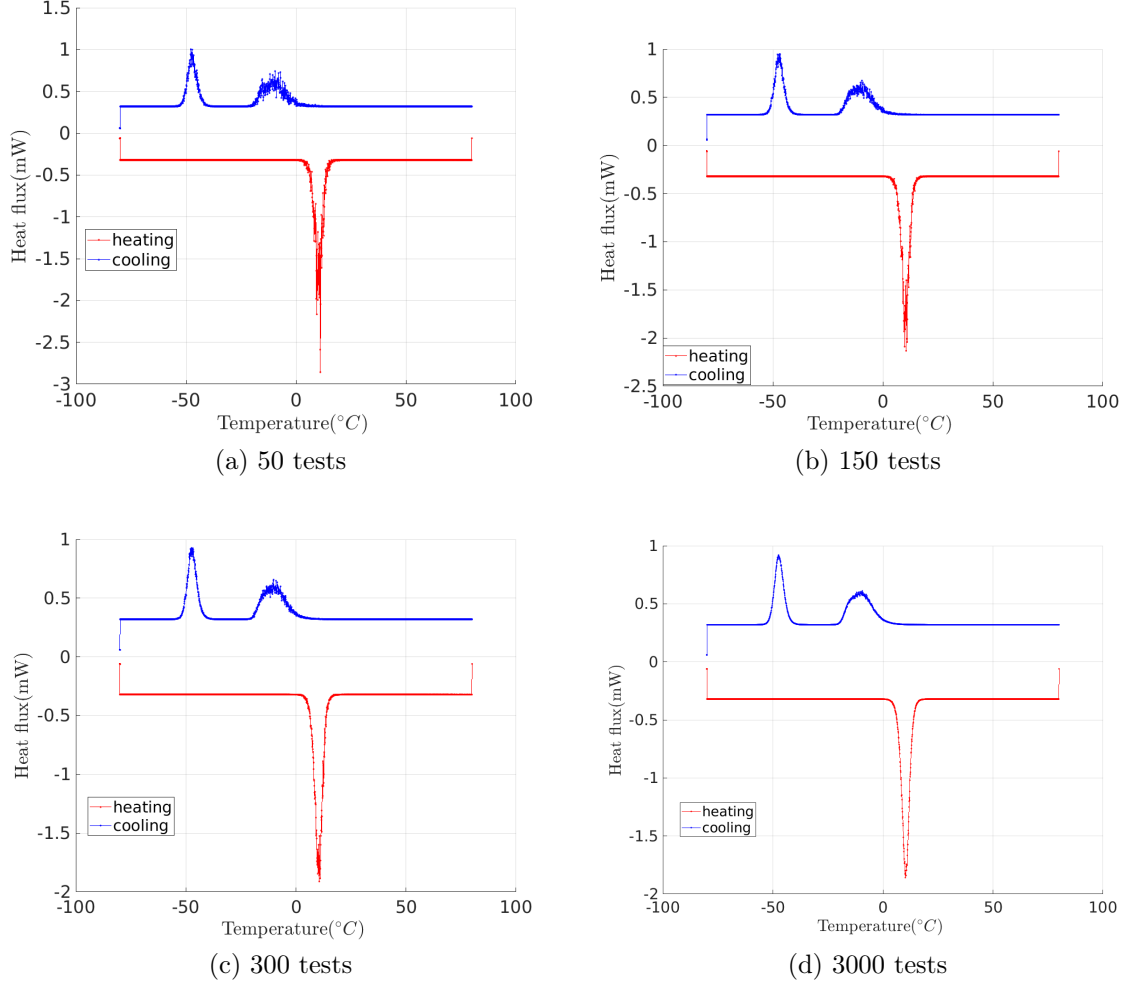 1.5
1
0.5
0
-0.5
-1
-1.5
-2
-2.5
-3
Heat flux(mW)
heating
cooling
-100 -50 0 50 100
Temperature(°C)
(a) 50 tests
1
0.5
0
-0.5
-1
-1.5
-2
-2.5
Heat flux(mW)
heating
cooling
-100 -50 0 50 100
Temperature(°C)
(b) 150 tests
1
0.5
0
-0.5
-1
-1.5
-2
Heat flux(mW)
heating
cooling
-100 -50 0 50 100
Temperature(°C)
(c) 300 tests
1
0.5
0
-0.5
-1
-1.5
-2
Heat flux(mW)
heating
cooling
-100 -50 0 50 100
Temperature(°C)
(d) 3000 tests